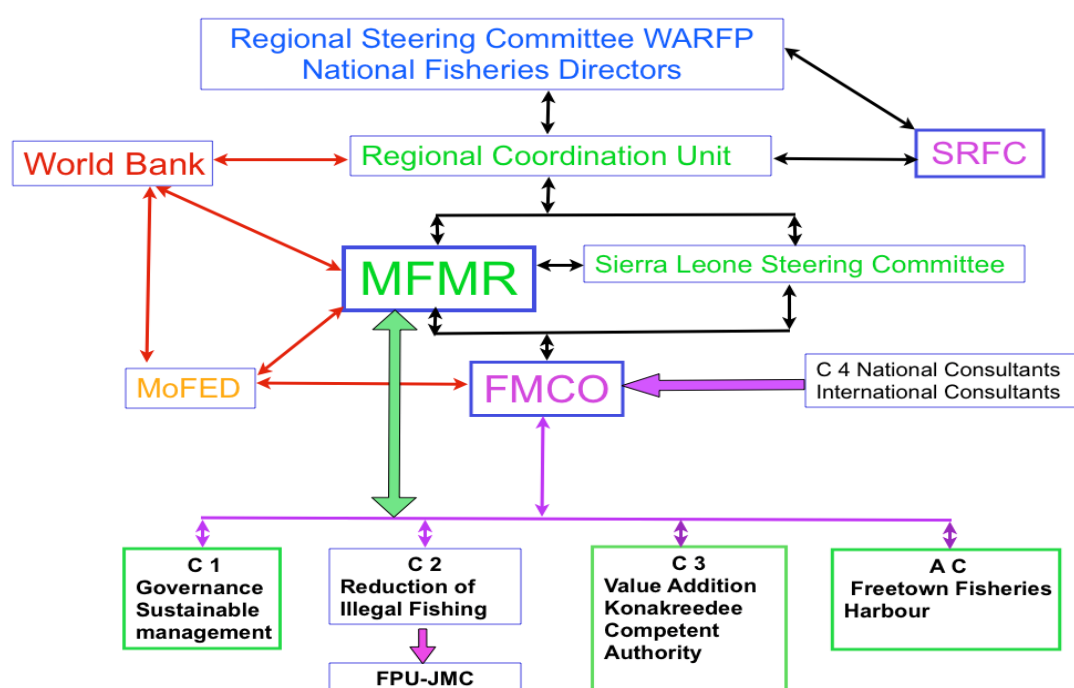 Regional Steering Committee WARFP
National Fisheries Directors
World Bank
Regional Coordination Unit
SRFC
MFMR
Sierra Leone Steering Committee
MoFED
FMCO
C 4 National Consultants
International Consultants
C 1
Governance
Sustainable
management
C 2
Reduction of
Illegal Fishing
FPU-JMC
C 3
Value Addition
Konakreedee
Competent
Authority
A C
Freetown Fisheries
Harbour